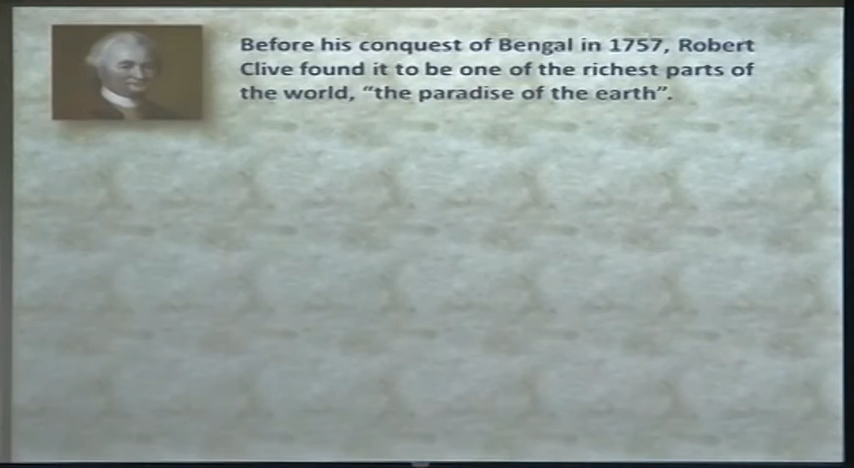 Before his conquest of Bengal in 1757, Robert
Clive found it to be one of the richest parts of
the world, “the paradise of the earth”.